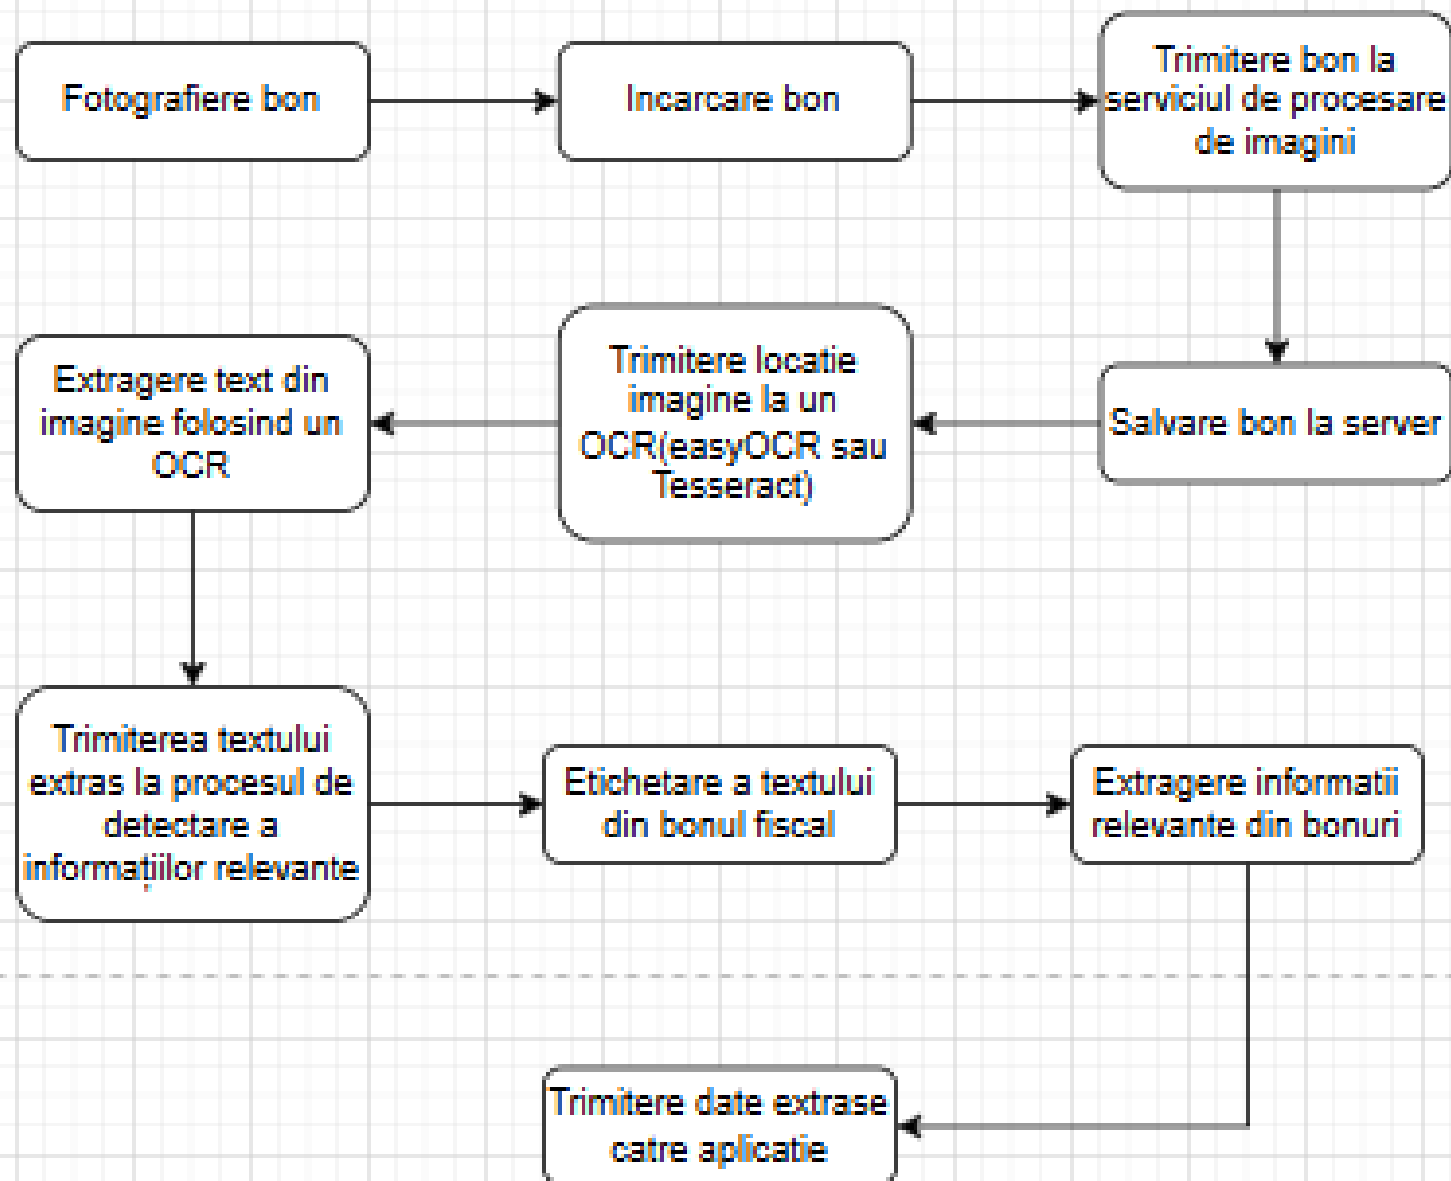 Fotografiere bon
Incarcare bon
Trimitere bon la
serviciul de procesare
de imagini
Salvare bon la server
Trimitere locatie
imagine la un
OCR(easyOCR sau
Tesseract)
Extragere text din
imagine folosind un
OCR
Trimiterea textului
extras la procesul de
detectare a
informațiilor relevante
Etichetare a textului
din bonul fiscal
Extragere informatii
relevante din bonuri
Trimitere date extrase
catre aplicatie